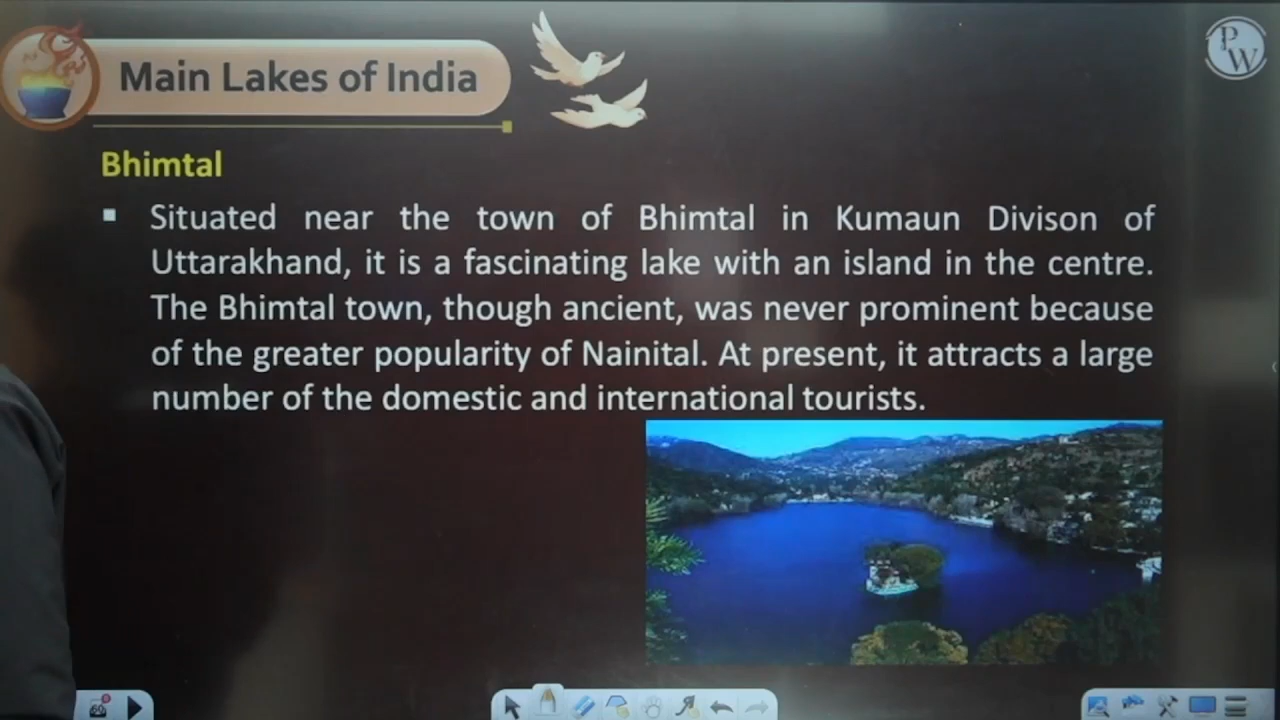 Main Lakes of India
PW
Bhimtal
▪ Situated near the town of Bhimtal in Kumaun Divison of
Uttarakhand, it is a fascinating lake with an island in the centre.
The Bhimtal town, though ancient, was never prominent because
of the greater popularity of Nainital. At present, it attracts a large
number of the domestic and international tourists.